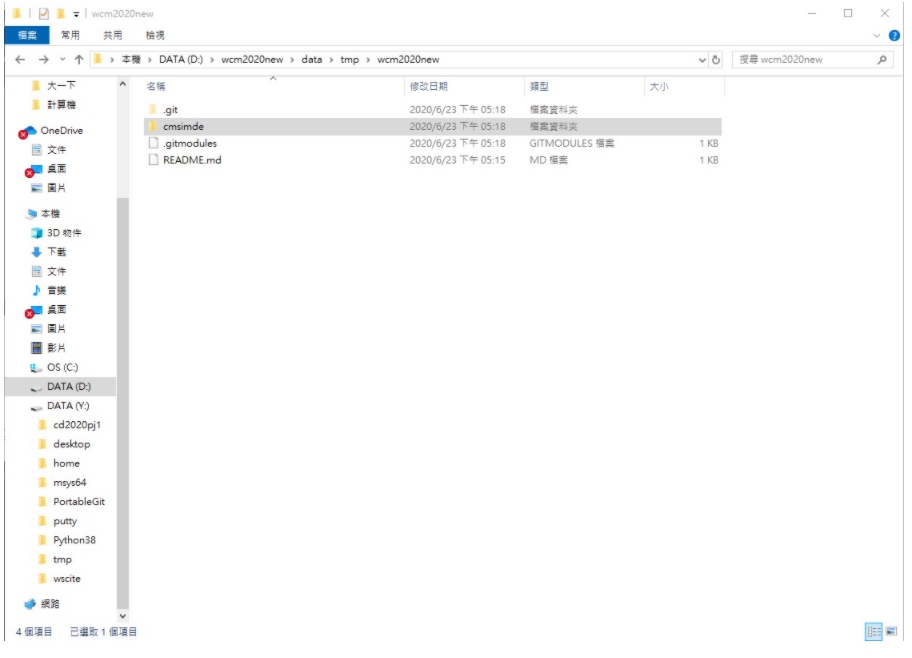 wcm2020new
檔案 常用 共用 檢視
本機 › DATA (D:) › wcm2020new › data › tmp › wcm2020new 搜尋 wcm2020new
名稱 修改日期 類型 大小
.git 2020/6/23 下午 05:18 檔案資料夾
cmsimde 2020/6/23 下午 05:18 檔案資料夾
.gitmodules 2020/6/23 下午 05:18 GITMODULES 檔案 1 KB
README.md 2020/6/23 下午 05:15 MD 檔案 1 KB
大一下
計算機
OneDrive
文件
桌面
圖片
本機
3D 物件
下載
文件
音樂
桌面
圖片
影片
OS (C:)
DATA (D:)
DATA (Y:)
cd2020pj1
desktop
home
msys64
PortableGit
putty
Python38
tmp
wscite
網路
4 個項目 已選取 1 個項目